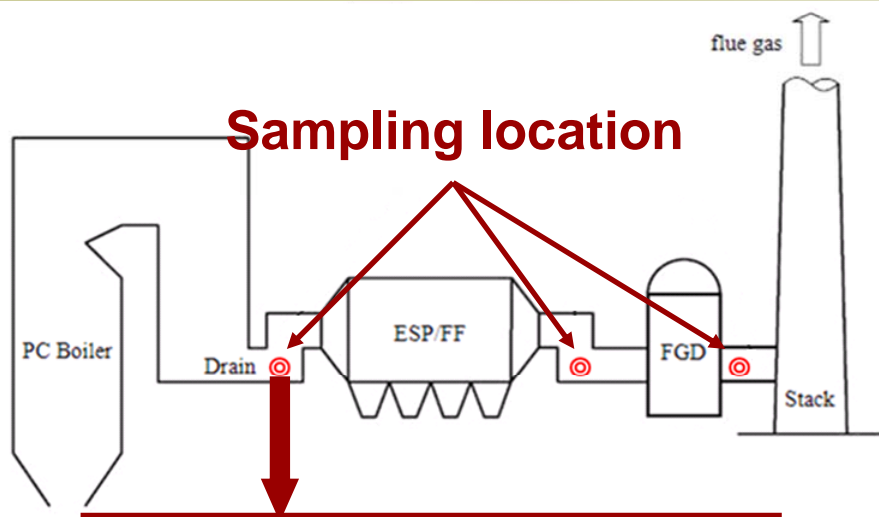 flue gas
Sampling location
PC Boiler
Drain
ESP/FF
FGD
Stack